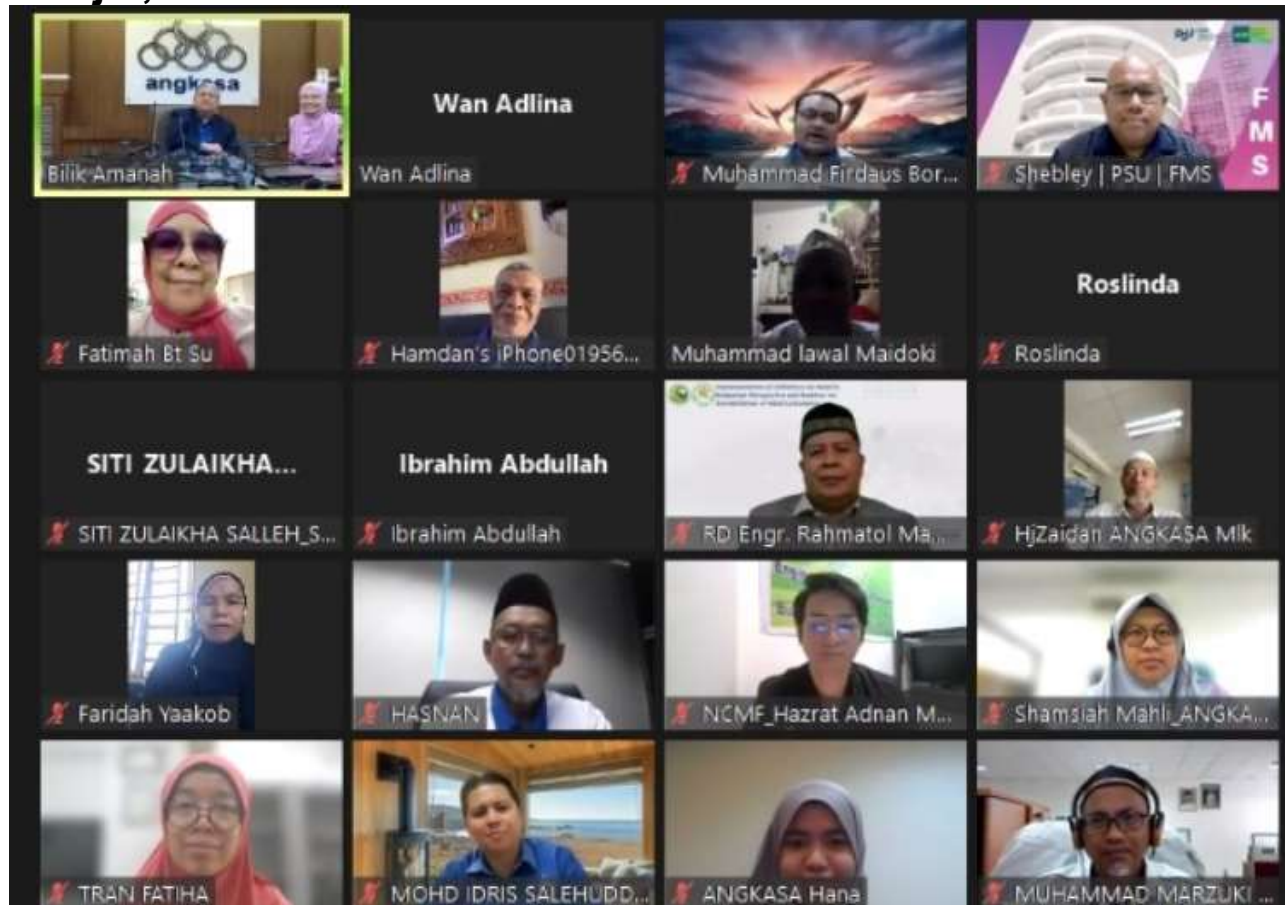 angkasa
Bilik Amanah
Wan Adlina
Wan Adlina
Muhammad Firdaus Bor...
Shebley | PSU | FMS
FMS
Fatimah Bt Su
Hamdan's iPhone01956...
Muhammad lawal Maidoki
Roslinda
Roslinda
SITI ZULAIKHA...
SITI ZULAIKHA SALLEH_S...
Ibrahim Abdullah
Ibrahim Abdullah
RD Engr. Rahmatol Ma...
HjZaidan ANGKASA Mlk
Faridah Yaakob
HASNAN
NCMF_Hazrat Adnan M...
Shamsiah Mahli_ANGKA...
TRAN FATIHA
MOHD IDRIS SALEHUDD...
ANGKASA Hana
MUHAMMAD MARZUKI ...